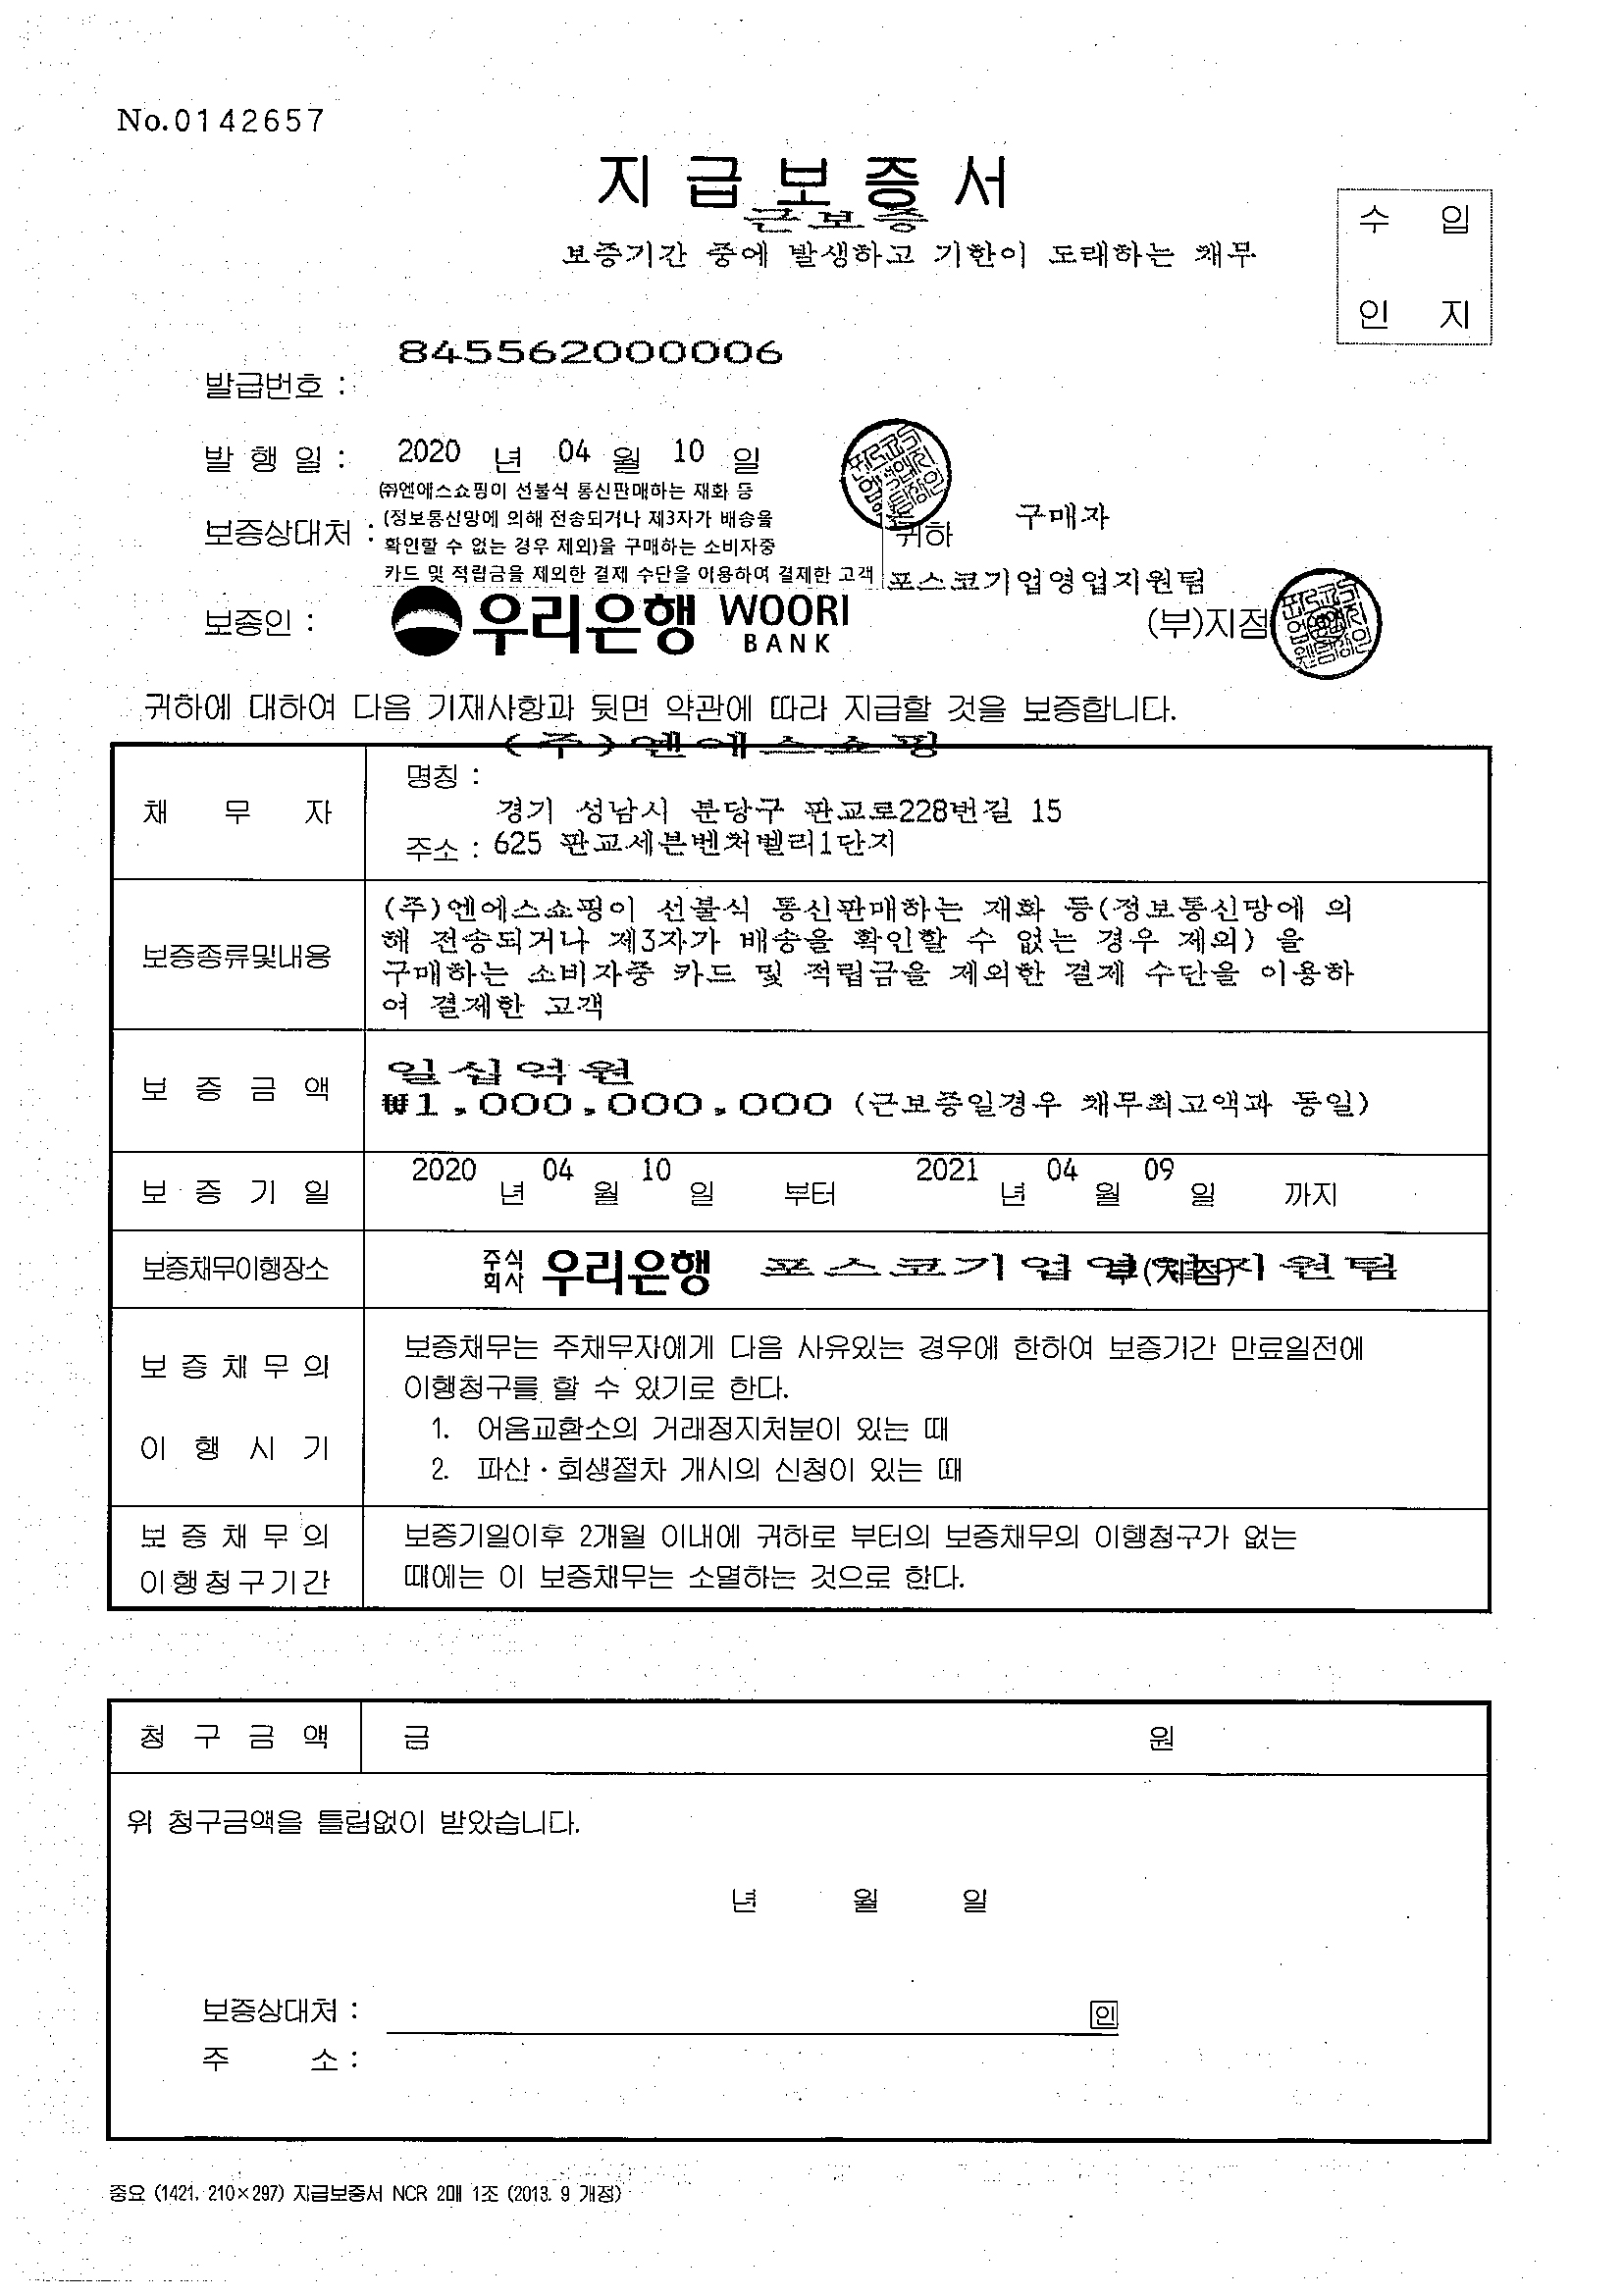 No.0142657
지급보증서
근보증
보증기간 중에 발생하고 기한이 도래하는 채무
수 입
인 지
845562000006
발급번호 :
발 행 일 : 2020 년 04 월 10 일
㈜엔에스쇼핑이 선불식 통신판매하는 재화 등
(정보통신망에 의해 전송되거나 제3자가 배송을
확인할 수 없는 경우 제외)을 구매하는 소비자중
카드 및 적립금을 제외한 결제 수단을 이용하여 결제한 고객
보증상대처 : 귀하 구매자
포스코기업영업지원팀
보증인 : 우리은행 WOORI BANK (부)지점
귀하에 대하여 다음 기재사항과 뒷면 약관에 따라 지급할 것을 보증합니다.
(주)엔에스쇼핑
채 무 자 명칭 :
경기 성남시 분당구 판교로228번길 15
주소 : 625 판교세븐벤처밸리1단지
보증종류및내용
(주)엔에스쇼핑이 선불식 통신판매하는 재화 등(정보통신망에 의
해 전송되거나 제3자가 배송을 확인할 수 없는 경우 제외) 을
구매하는 소비자중 카드 및 적립금을 제외한 결제 수단을 이용하
여 결제한 고객
일십억원
보 증 금 액 ₩1,000,000,000 (근보증일경우 채무최고액과 동일)
보 증 기 일 2020 년 04 월 10 일 부터 2021 년 04 월 09 일 까지
보증채무이행장소 주식회사 우리은행 포스코기업영업지원팀 부(지점)
보 증 채 무 의
이 행 시 기
보증채무는 주채무자에게 다음 사유있는 경우에 한하여 보증기간 만료일전에
이행청구를 할 수 있기로 한다.
1. 어음교환소의 거래정지처분이 있는 때
2. 파산·회생절차 개시의 신청이 있는 때
보 증 채 무 의
이행청구기간
보증기일이후 2개월 이내에 귀하로 부터의 보증채무의 이행청구가 없는
때에는 이 보증채무는 소멸하는 것으로 한다.
청 구 금 액 금 원
위 청구금액을 틀림없이 받았습니다.
년 월 일
보증상대처 : 인
주 소 :
중요 (1421, 210×297) 지급보증서 NCR 2매 1조 (2013. 9 개정)